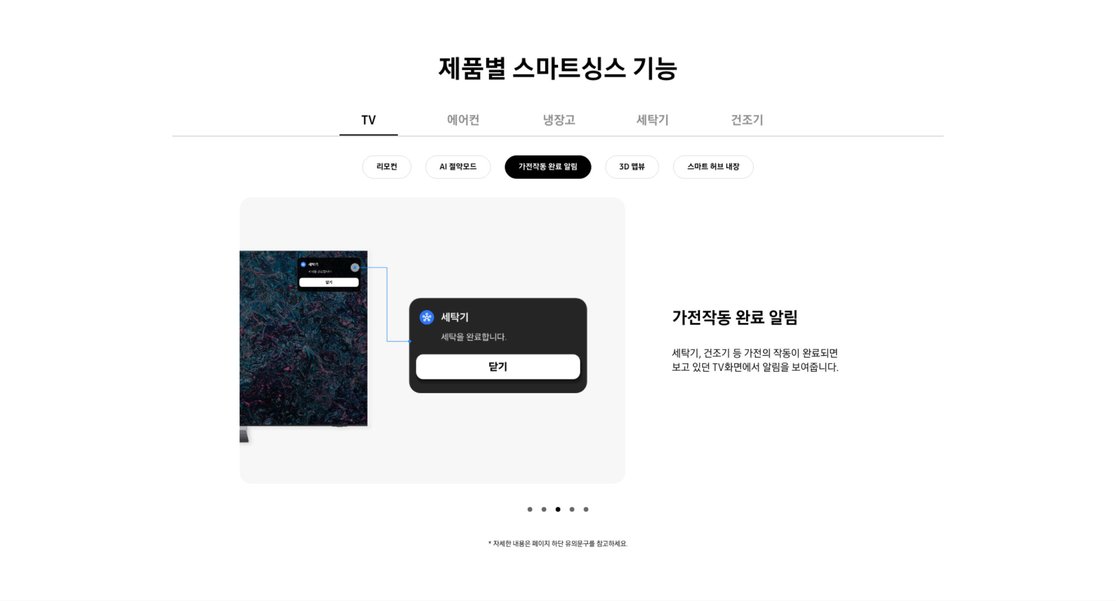 제품별 스마트싱스 기능
TV
에어컨
냉장고
세탁기
건조기
리모컨
AI 절약모드
가전작동 완료 알림
3D 맵뷰
스마트 허브 내장
세탁기
닫기
세탁기
세탁을 완료합니다.
닫기
가전작동 완료 알림
세탁기, 건조기 등 가전의 작동이 완료되면
보고 있던 TV화면에서 알림을 보여줍니다.
* 자세한 내용은 페이지 하단 유의문구를 참고하세요.